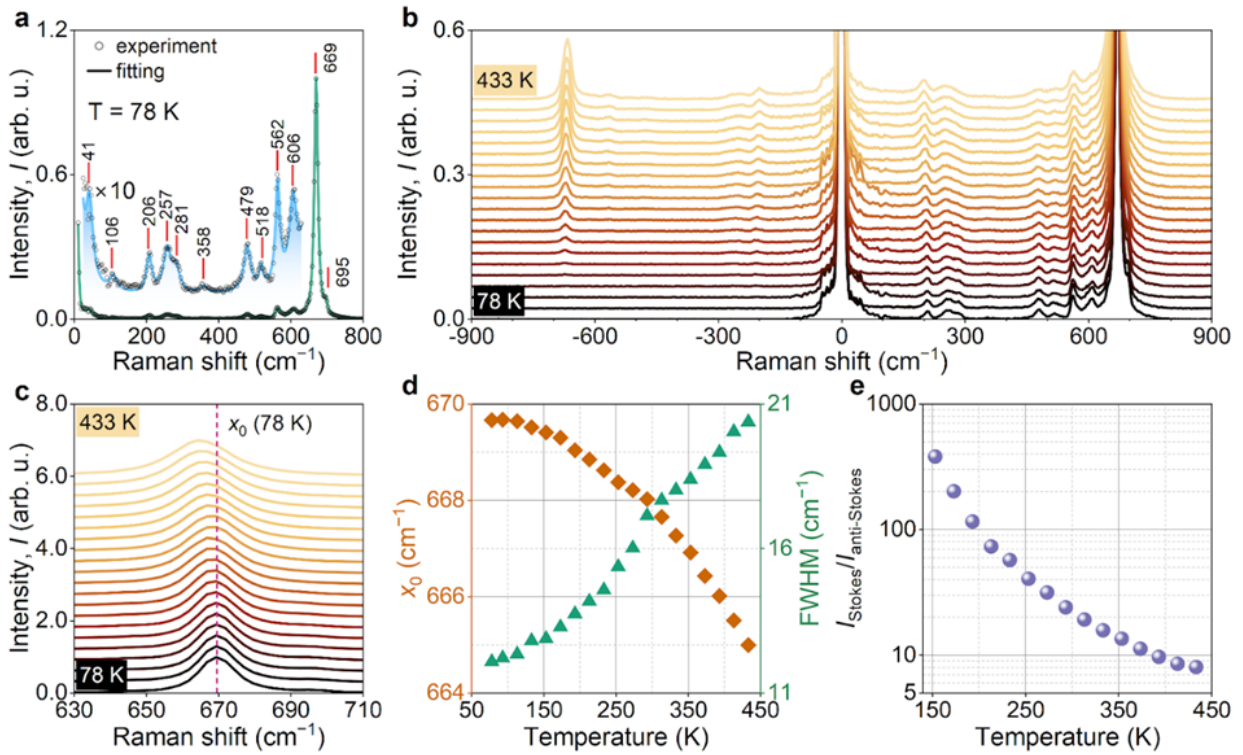 a
1.2
0.6
0.0
Intensity, I (arb. u.)
experiment
fitting
T = 78 K
× 10
41
106
206
257
281
358
479
518
562
606
669
695
0 200 400 600 800
Raman shift (cm⁻¹)
b
0.6
0.3
0.0
Intensity, I (arb. u.)
433 K
78 K
-900 -600 -300 0 300 600 900
Raman shift (cm⁻¹)
c
8.0
6.0
4.0
2.0
0.0
Intensity, I (arb. u.)
433 K
x₀ (78 K)
78 K
630 650 670 690 710
Raman shift (cm⁻¹)
d
670
668
666
664
x₀ (cm⁻¹)
21
16
11
FWHM (cm⁻¹)
50 150 250 350 450
Temperature (K)
e
1000
100
10
5
I_Stokes/I_anti-Stokes
150 250 350 450
Temperature (K)